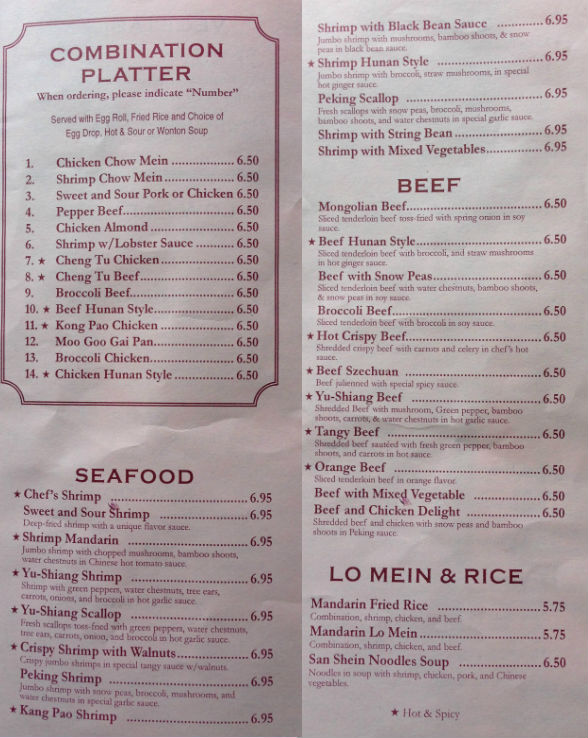 COMBINATION
PLATTER
When ordering, please indicate “Number”
Served with Egg Roll, Fried Rice and Choice of
Egg Drop, Hot & Sour or Wonton Soup
1. Chicken Chow Mein .................. 6.50
2. Shrimp Chow Mein .................... 6.50
3. Sweet and Sour Pork or Chicken 6.50
4. Pepper Beef................................ 6.50
5. Chicken Almond ........................ 6.50
6. Shrimp w/Lobster Sauce ........... 6.50
7. ★ Cheng Tu Chicken ..................... 6.50
8. ★ Cheng Tu Beef........................... 6.50
9. Broccoli Beef.............................. 6.50
10. ★ Beef Hunan Style....................... 6.50
11. ★ Kong Pao Chicken ..................... 6.50
12. Moo Goo Gai Pan....................... 6.50
13. Broccoli Chicken........................ 6.50
14. ★ Chicken Hunan Style ................. 6.50
SEAFOOD
★ Chef's Shrimp ........................................ 6.95
Sweet and Sour Shrimp ............................ 6.95
Deep-fried shrimp with a unique flavor sauce.
★ Shrimp Mandarin .................................... 6.95
Jumbo shrimp with chopped mushrooms, bamboo shoots,
water chestnuts in Chinese hot tomato sauce.
★ Yu-Shiang Shrimp ................................... 6.95
Shrimp with green peppers, water chestnuts, tree ears,
carrots, onions, and broccoli in hot garlic sauce.
★ Yu-Shiang Scallop ................................... 6.95
Fresh scallops toss-fried with green peppers, water chestnuts,
tree ears, carrots, onion, and broccoli in hot garlic sauce.
★ Crispy Shrimp with Walnuts..................... 6.95
Crispy jumbo shrimps in special tangy sauce w/walnuts.
Peking Shrimp ......................................... 6.95
Jumbo shrimp with snow peas, broccoli, mushrooms, and
water chestnuts in special garlic sauce.
★ Kang Pao Shrimp .................................... 6.95
Shrimp with Black Bean Sauce ............. 6.95
Jumbo shrimp with mushrooms, bamboo shoots, & snow
peas in black bean sauce.
★ Shrimp Hunan Style ............................ 6.95
Jumbo shrimp with broccoli, straw mushrooms, in special
hot ginger sauce.
Peking Scallop .................................... 6.95
Fresh scallops with snow peas, broccoli, mushrooms,
bamboo shoots, and water chestnuts in special garlic sauce.
Shrimp with String Bean ...................... 6.95
Shrimp with Mixed Vegetables............... 6.95
BEEF
Mongolian Beef.................................... 6.50
Sliced tenderloin beef toss-fried with spring onion in soy
sauce.
★ Beef Hunan Style................................. 6.50
Sliced tenderloin beef with broccoli, and straw mushrooms
in hot ginger sauce.
Beef with Snow Peas............................ 6.50
Sliced tenderloin beef with water chestnuts, bamboo shoots,
& snow peas in soy sauce.
Broccoli Beef....................................... 6.50
Sliced tenderloin beef with broccoli in soy sauce.
★ Hot Crispy Beef................................... 6.50
Shredded crispy beef with carrots and celery in chef's hot
sauce.
★ Beef Szechuan .................................... 6.50
Beef julienned with special spicy sauce.
★ Yu-Shiang Beef ................................... 6.50
Shredded Beef with mushroom, Green pepper, bamboo
shoots, carrots, & water chestnuts in hot garlic sauce.
★ Tangy Beef ......................................... 6.50
Shredded beef sautéed with fresh green pepper, bamboo
shoots, and carrots in hot sauce.
★ Orange Beef ....................................... 6.50
Sliced tenderloin beef in orange flavor.
Beef with Mixed Vegetable .................. 6.50
Beef and Chicken Delight .................... 6.50
Shredded beef and chicken with snow peas and bamboo
shoots in Peking sauce.
LO MEIN & RICE
Mandarin Fried Rice ............................ 5.75
Combination, shrimp, chicken, and beef.
Mandarin Lo Mein ............................... 5.75
Combination, shrimp, chicken, and beef.
San Shein Noodles Soup ...................... 6.50
Noodles in soup with shrimp, chicken, pork, and Chinese
vegetables.
★ Hot & Spicy